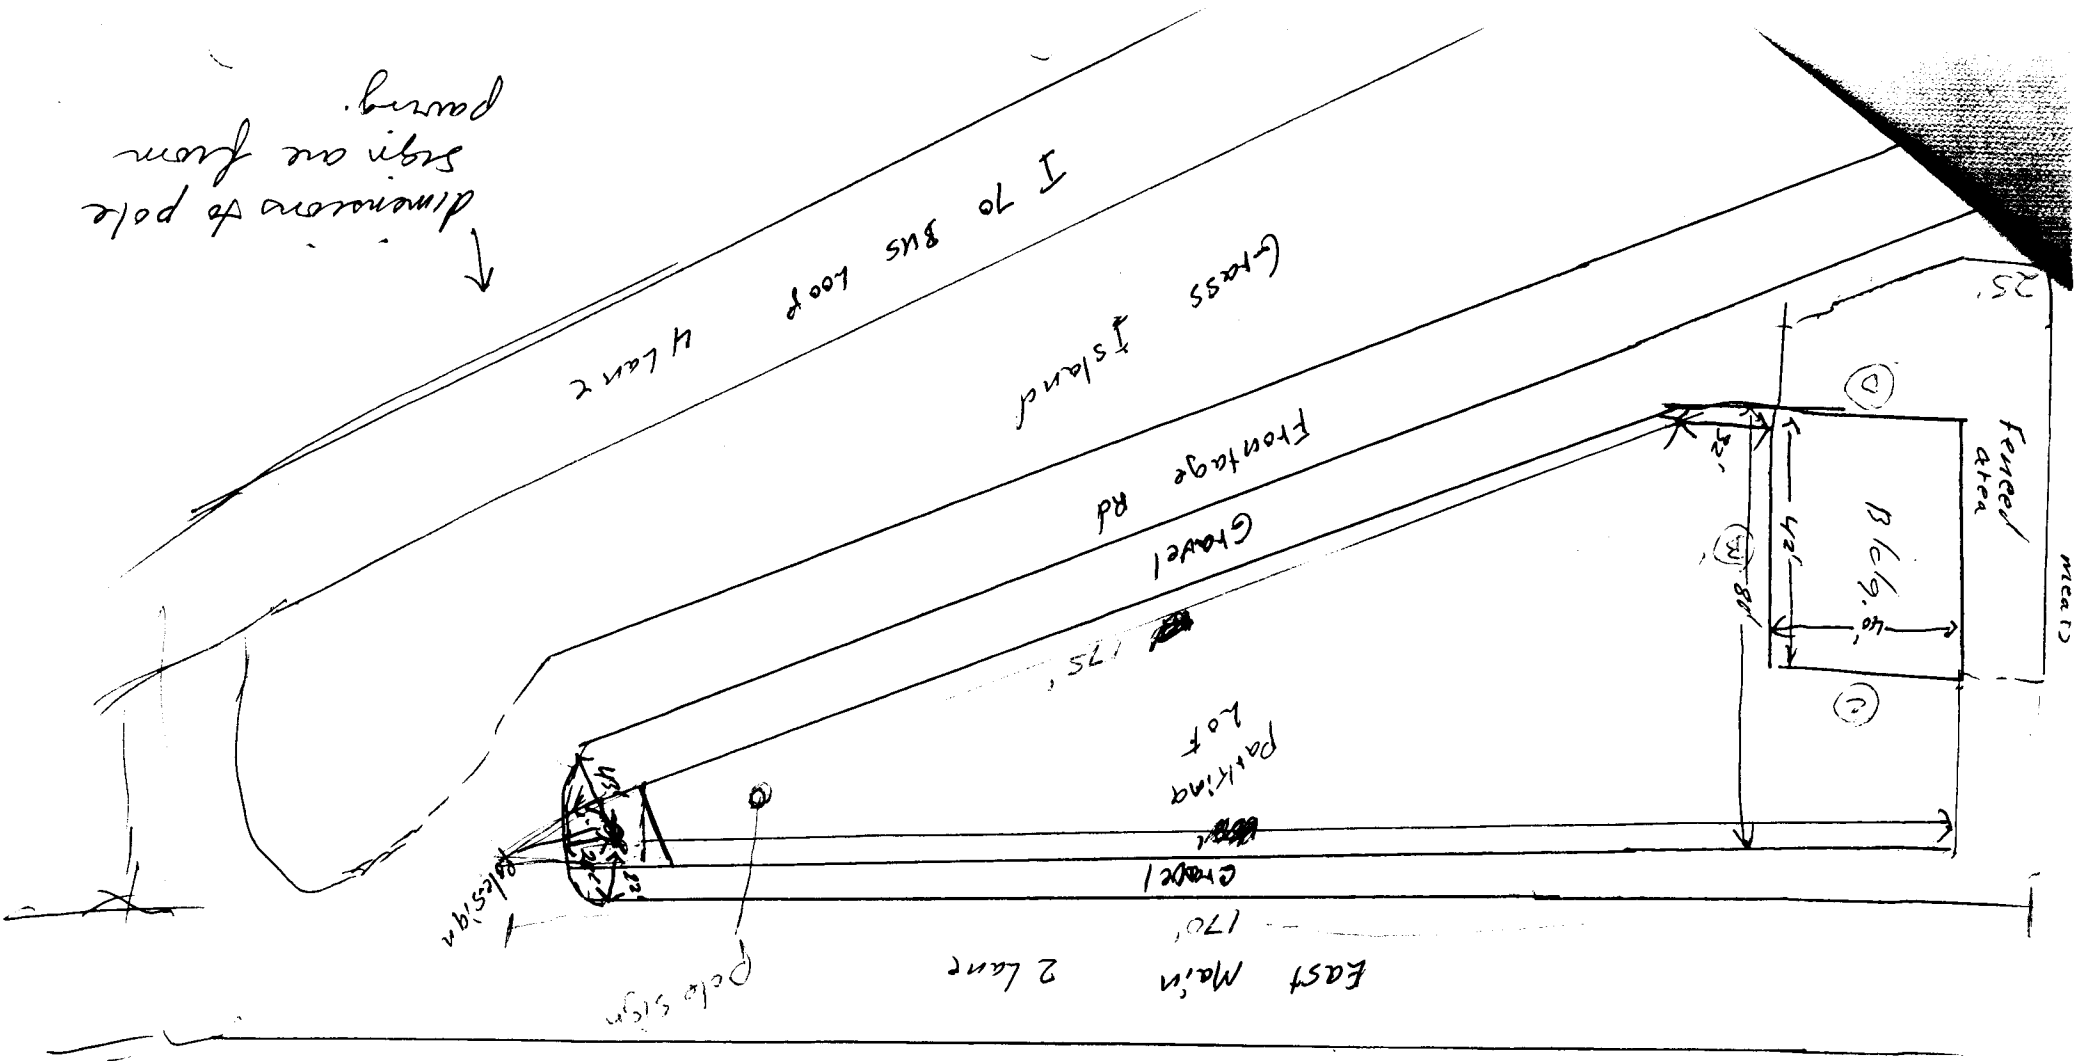 East Main 2 Lane
170'
pole sign
pole sign
Gravel
22'
45'
Parking
Lot
175'
Gravel
Frontage
Rd
Grass
Island
I 70 BUS LOOP
4 Lane
dimensions to pole
sign are from
paving.
Bldg.
40'
42'
80'
32'
C
D
Fenced
area
25'